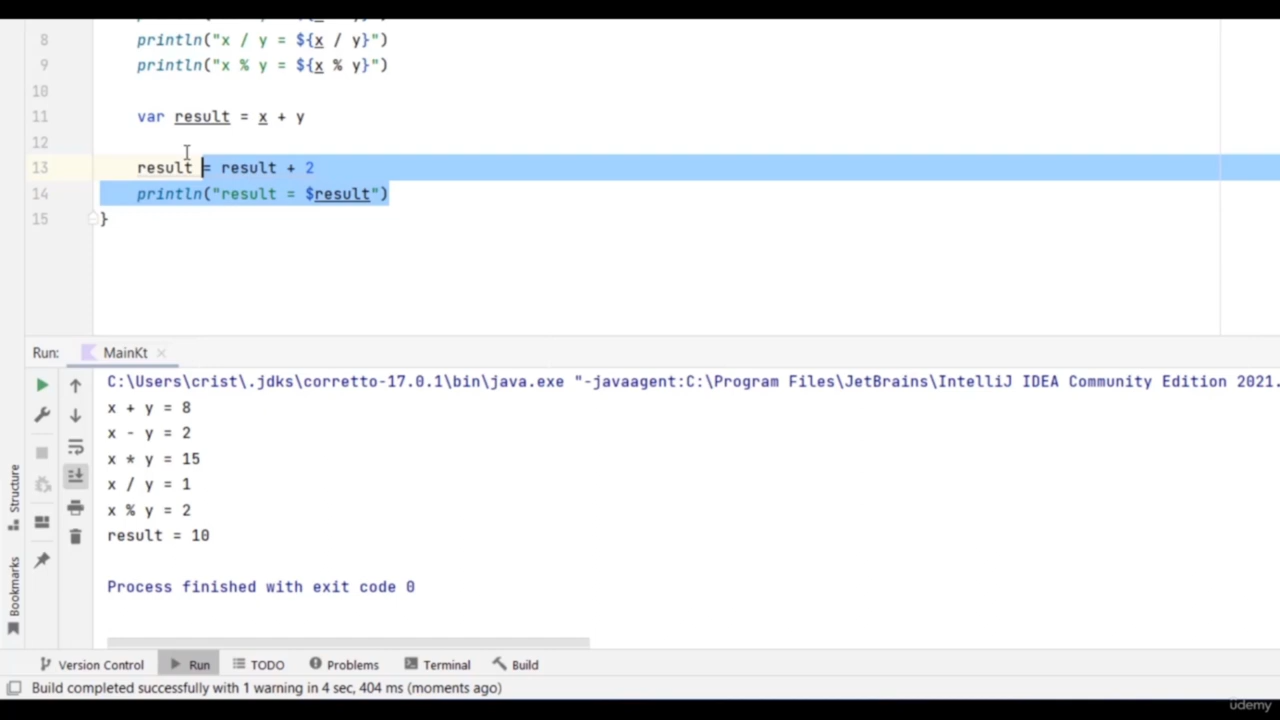 8 println("x / y = ${x / y}")
9 println("x % y = ${x % y}")
10
11 var result = x + y
12
13 result = result + 2
14 println("result = $result")
15 }
Run: MainKt
C:\Users\crist\.jdks\corretto-17.0.1\bin\java.exe "-javaagent:C:\Program Files\JetBrains\IntelliJ IDEA Community Edition 2021.
x + y = 8
x - y = 2
x * y = 15
x / y = 1
x % y = 2
result = 10
Process finished with exit code 0
Structure
Bookmarks
Version Control Run TODO Problems Terminal Build
Build completed successfully with 1 warning in 4 sec, 404 ms (moments ago)
udemy